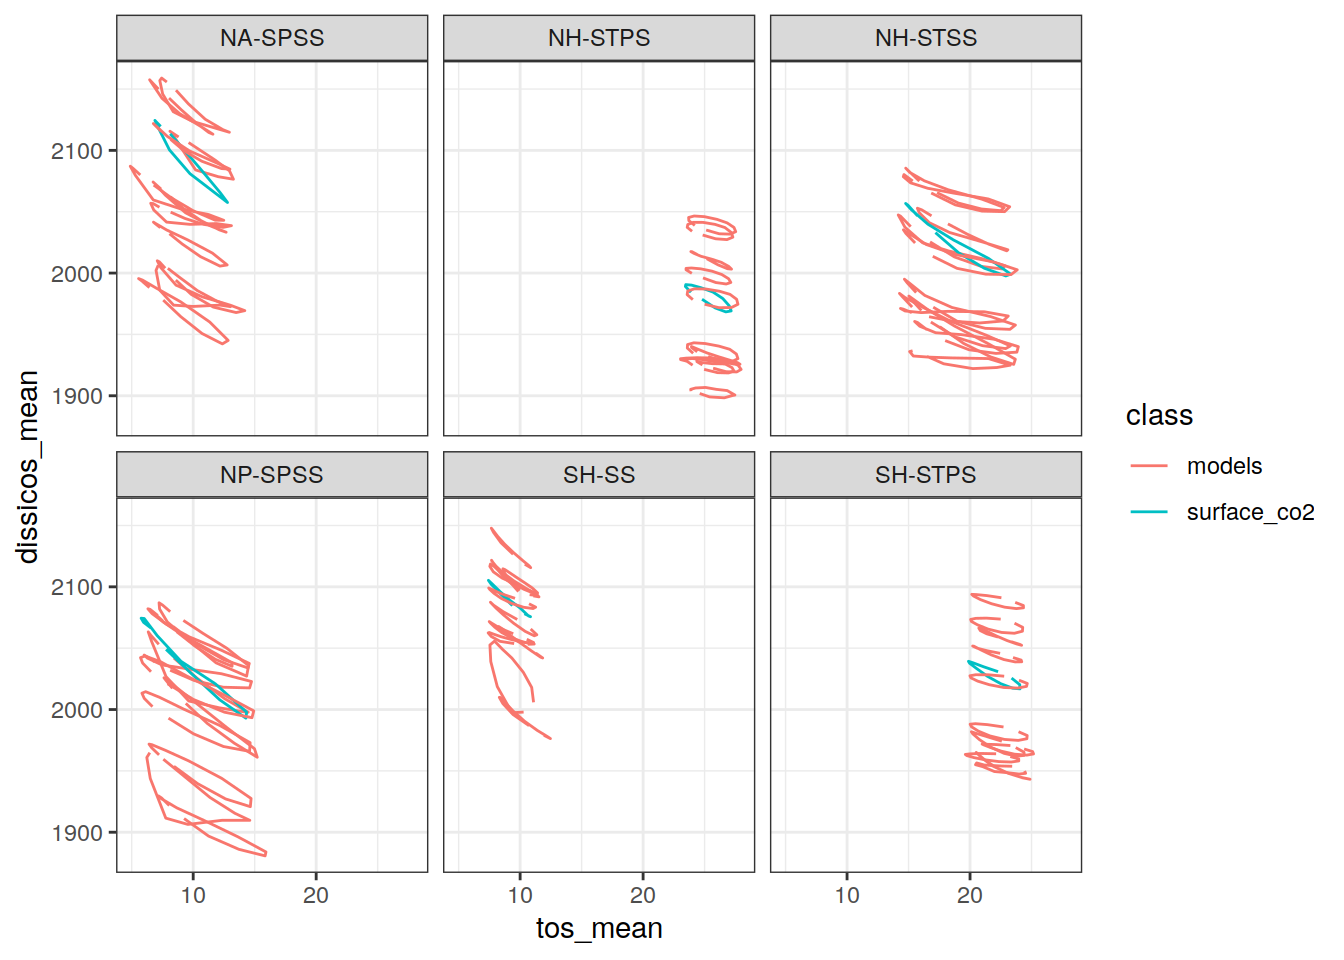 NA-SPSS
NH-STPS
NH-STSS
2100
2000
1900
NP-SPSS
SH-SS
SH-STPS
2100
2000
1900
10
20
10
20
10
20
tos_mean
dissicos_mean
class
models
surface_co2